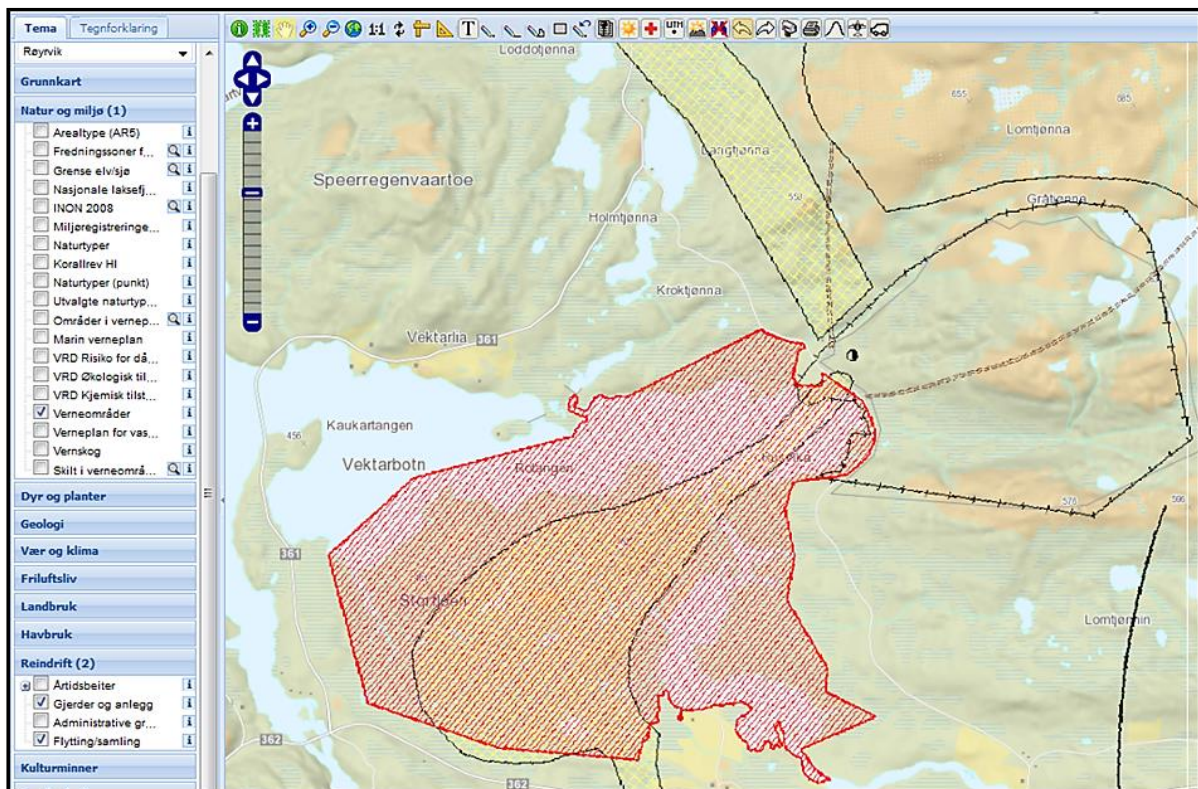 Tema
Tegnforklaring
Røyrvik
Grunnkart
Natur og miljø (1)
Arealtype (AR5)
Fredningssoner f...
Grense elv/sjø
Nasjonale laksefj...
INON 2008
Miljøregistreringe...
Naturtyper
Korallrev HI
Naturtyper (punkt)
Utvalgte naturtyp...
Områder i vernep...
Marin verneplan
VRD Risiko for då...
VRD Økologisk til...
VRD Kjemisk tilst...
Verneområder
Verneplan for vas...
Vernskog
Skilt i verneområ...
Dyr og planter
Geologi
Vær og klima
Friluftsliv
Landbruk
Havbruk
Reindrift (2)
Årtidsbeiter
Gjerder og anlegg
Administrative gr...
Flytting/samling
Kulturminner
1:1
T
UTM
Loddotjønna
655
685
Lomtjønna
Langtjønna
Speerregenvaartoe
550
Gråtjønna
Holmtjønna
Kroktjønna
Vektarlia
361
Kaukartangen
456
Vektarbotn
Rotangen
576
596
361
Stortjøen
Lomtjønnin
362
362